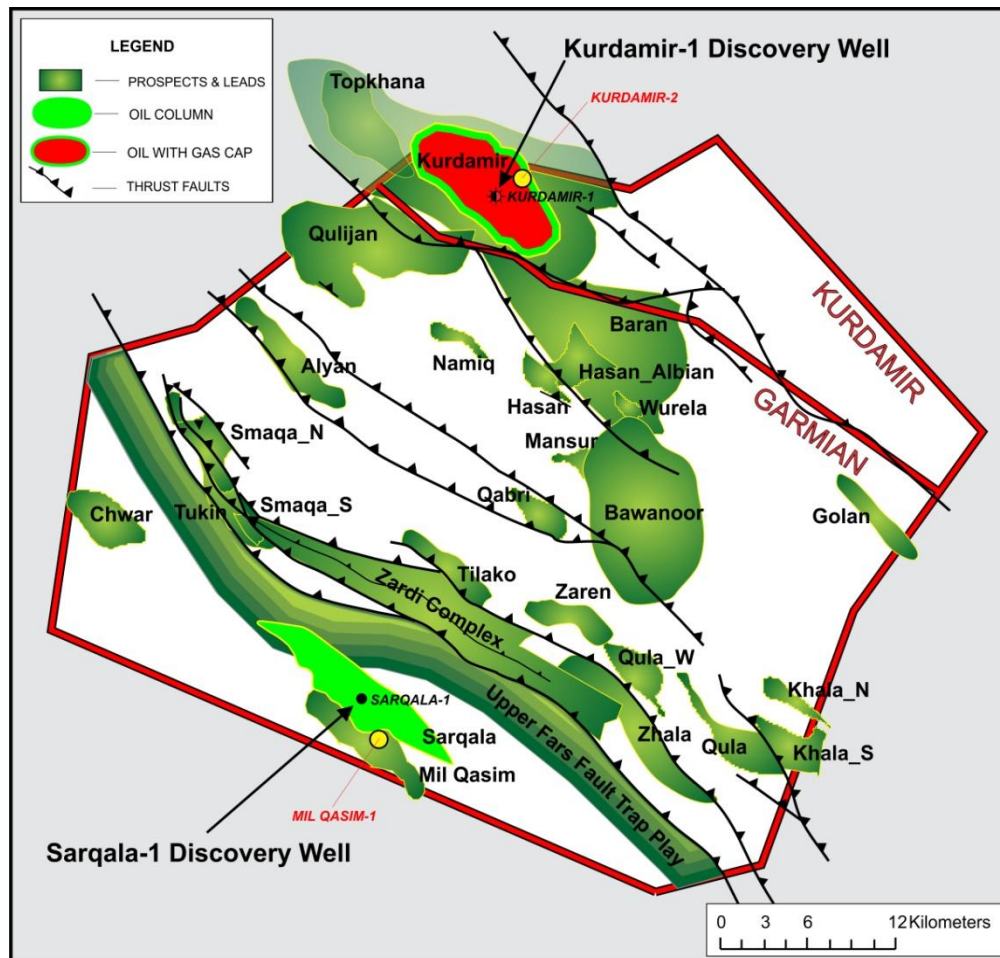 LEGEND
PROSPECTS & LEADS
OIL COLUMN
OIL WITH GAS CAP
THRUST FAULTS
Kurdamir-1 Discovery Well
Topkhana
KURDAMIR-2
Kurdamir
KURDAMIR-1
Qulijan
KURDAMIR
Baran
Namiq
Alyan
Hasan_Albian
Hasan
Wurela
GARMIAN
Smaqa_N
Mansur
Qabri
Smaqa_S
Chwar
Tukin
Bawanoor
Golan
Tilako
Zardi Complex
Zaren
Qula_W
Khala_N
SARQALA-1
Sarqala
Upper Fars Fault Trap Play
Zhala
Qula
Khala_S
Mil Qasim
MIL QASIM-1
Sarqala-1 Discovery Well
0 3 6 12 Kilometers